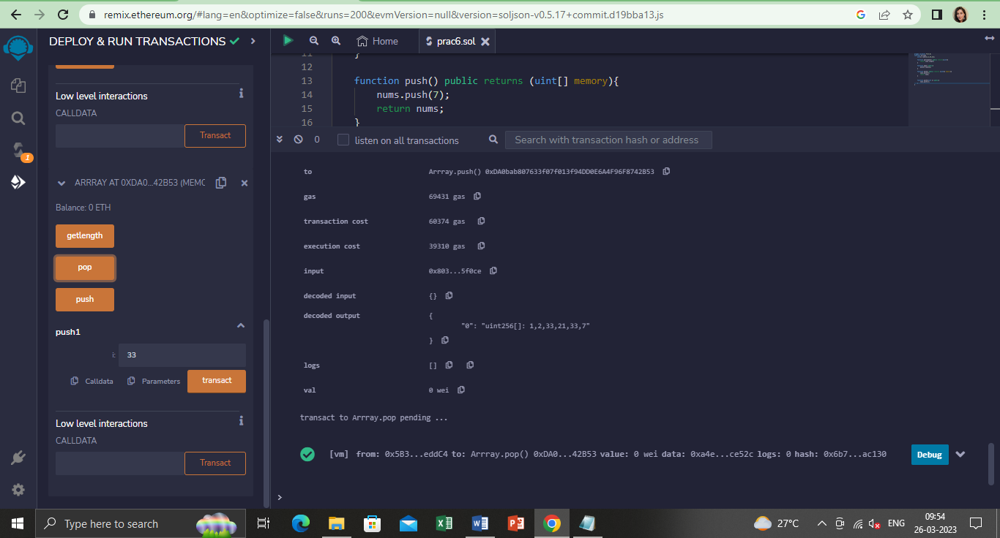 remix.ethereum.org/#lang=en&optimize=false&runs=200&evmVersion=null&version=soljson-v0.5.17+commit.d19bba13.js
DEPLOY & RUN TRANSACTIONS
Low level interactions
CALLDATA
Transact
1
ARRRAY AT 0XDA0...42B53 (MEMC
Balance: 0 ETH
getlength
pop
push
push1
i:
33
Calldata
Parameters
transact
Low level interactions
CALLDATA
Transact
Home
prac6.sol
11 }
12
13 function push() public returns (uint[] memory){
14 nums.push(7);
15 return nums;
16 }
0
listen on all transactions
Search with transaction hash or address
to Arrray.push() 0xDA0bab807633f07f013f94DD0E6A4F96F8742B53
gas 69431 gas
transaction cost 60374 gas
execution cost 39310 gas
input 0x803...5f0ce
decoded input {}
decoded output {
"0": "uint256[]: 1,2,33,21,33,7"
}
logs []
val 0 wei
transact to Arrray.pop pending ...
[vm] from: 0x5B3...eddC4 to: Arrray.pop() 0xDA0...42B53 value: 0 wei data: 0xa4e...ce52c logs: 0 hash: 0x6b7...ac130
Debug
>
Type here to search
27°C
ENG
09:54
26-03-2023